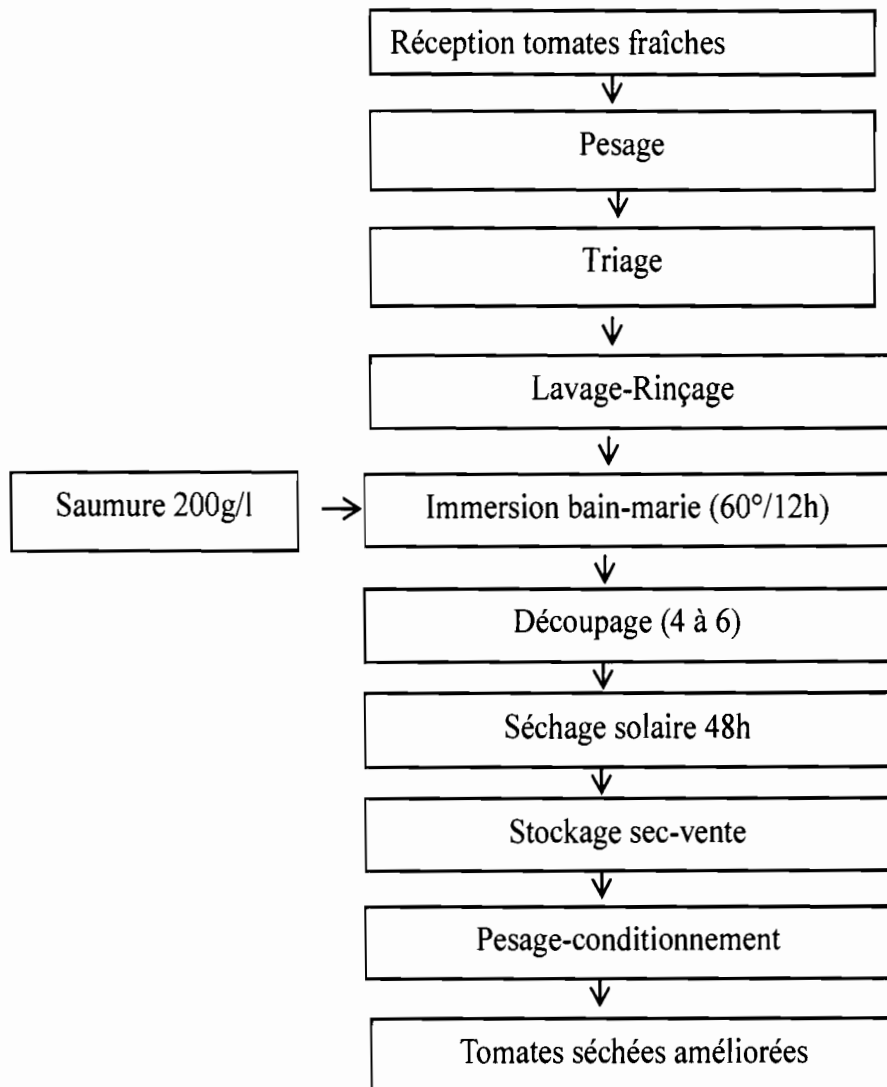 Réception tomates fraîches
Pesage
Triage
Lavage-Rinçage
Saumure 200g/l
Immersion bain-marie (60°/12h)
Découpage (4 à 6)
Séchage solaire 48h
Stockage sec-vente
Pesage-conditionnement
Tomates séchées améliorées